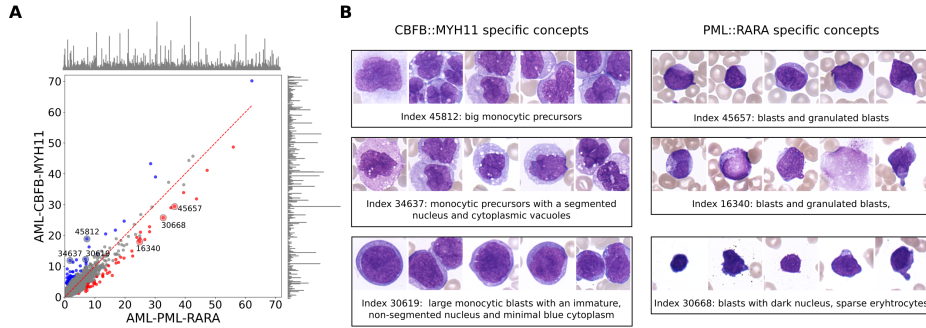 A
AML-CBFB-MYH11
70
60
50
40
30
20
10
0
0
10
20
30
40
50
60
70
AML-PML-RARA
45812
34637
30619
45657
30668
16340
B
CBFB::MYH11 specific concepts
Index 45812: big monocytic precursors
Index 34637: monocytic precursors with a segmented
nucleus and cytoplasmic vacuoles
Index 30619: large monocytic blasts with an immature,
non-segmented nucleus and minimal blue cytoplasm
PML::RARA specific concepts
Index 45657: blasts and granulated blasts
Index 16340: blasts and granulated blasts,
Index 30668: blasts with dark nucleus, sparse eryhtrocytes